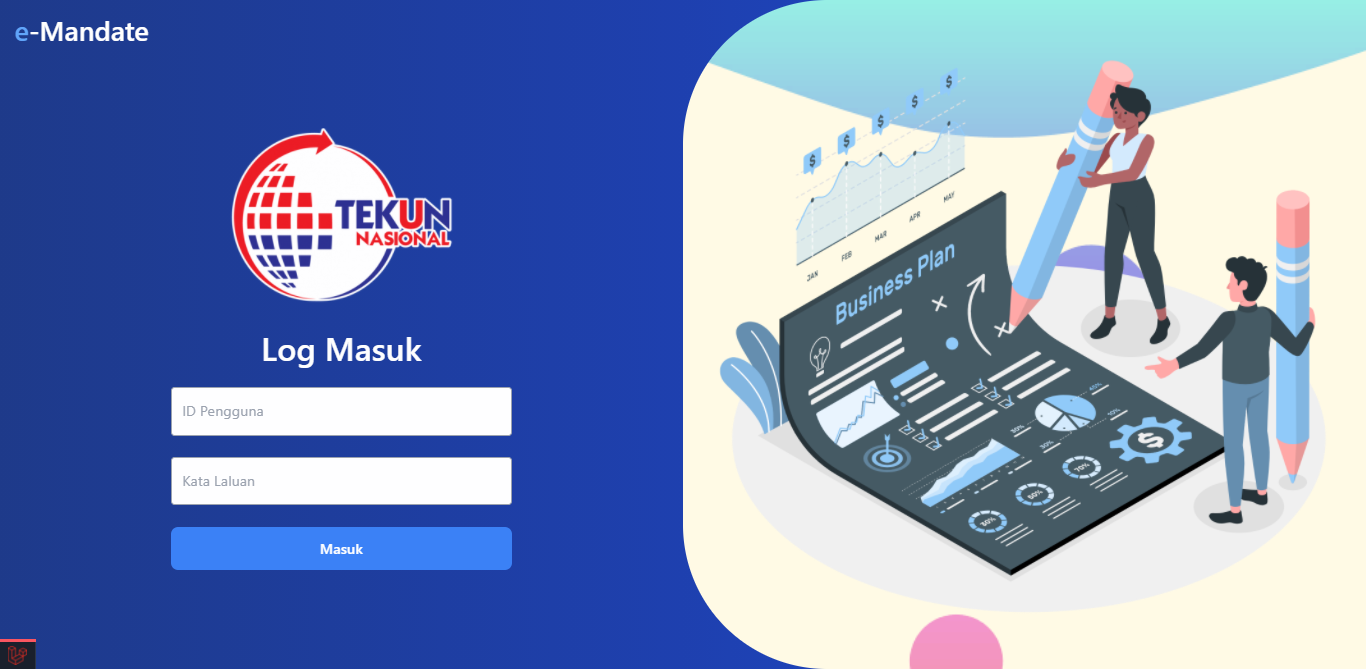 e-Mandate
TEKUN
NASIONAL
Log Masuk
ID Pengguna
Kata Laluan
Masuk
$ $ $ $ $
JAN FEB MAR APR MAY
Business Plan
$